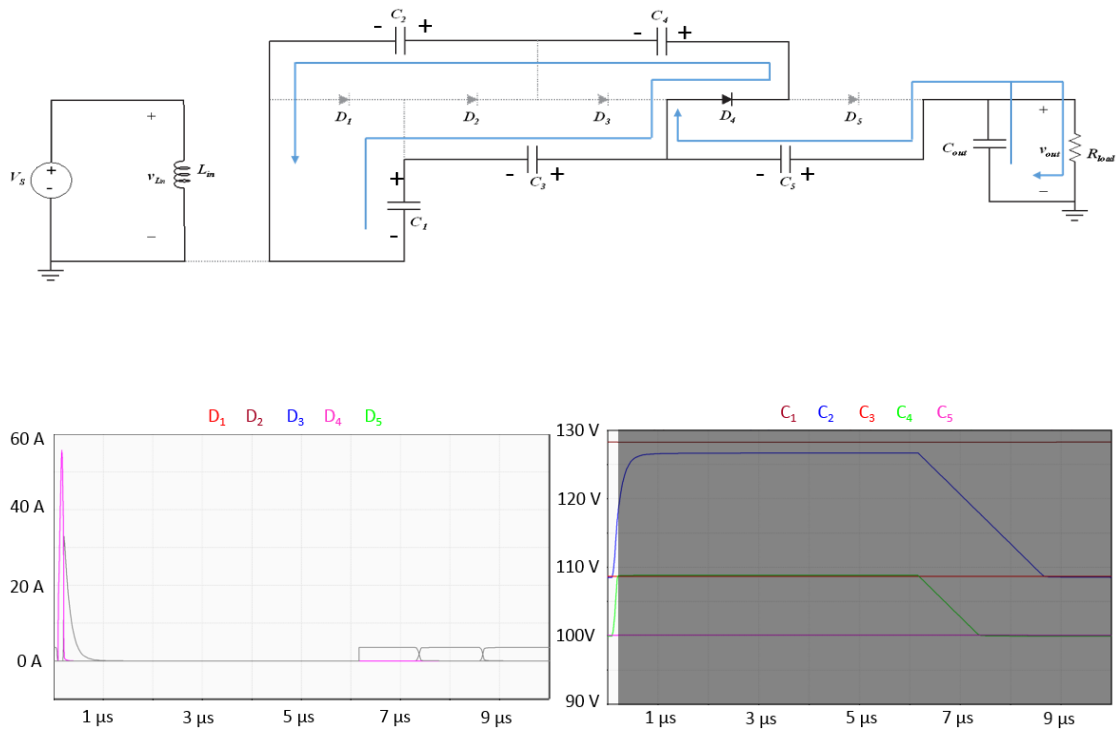 C2
C4
- +
- +
D1
D2
D3
D4
D5
+
+
VS
+
-
vLin
Lin
-
+
-
C1
- +
C3
- +
C5
Cout
vout
Rload
-
D1 D2 D3 D4 D5
60 A
40 A
20 A
0 A
1 µs 3 µs 5 µs 7 µs 9 µs
C1 C2 C3 C4 C5
130 V
120 V
110 V
100V
90 V
1 µs 3 µs 5 µs 7 µs 9 µs